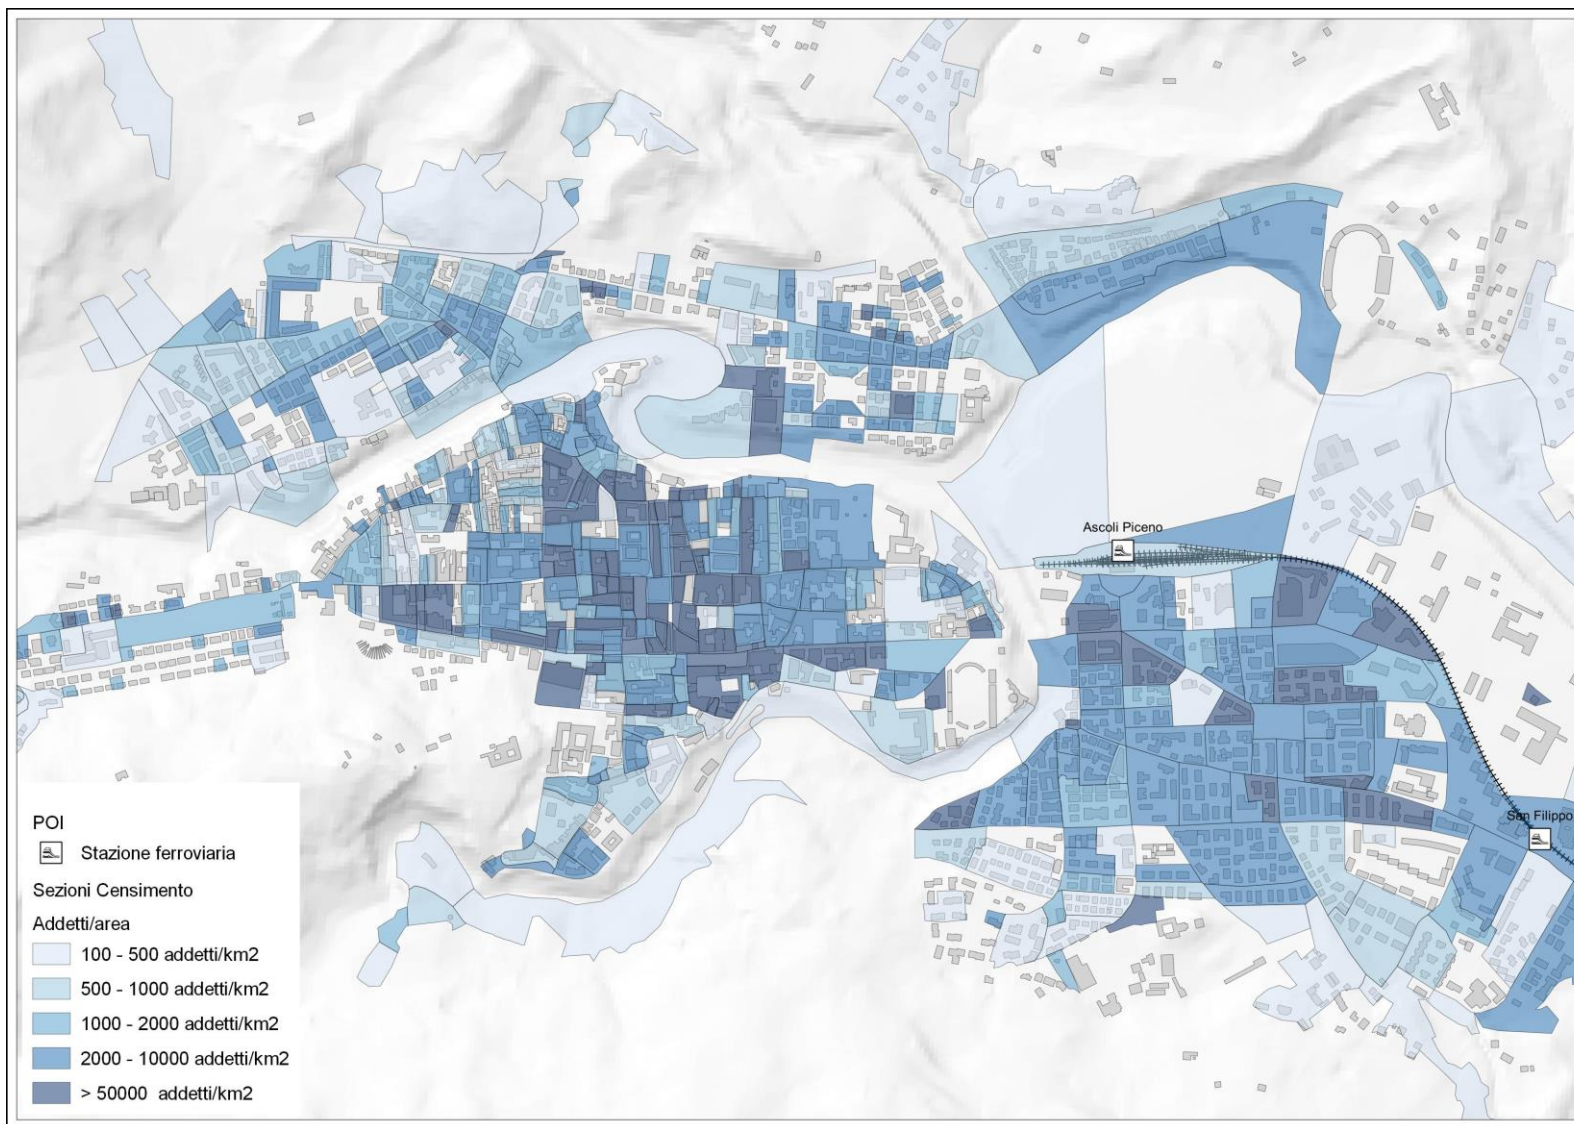 Ascoli Piceno
San Filippo
POI
Stazione ferroviaria
Sezioni Censimento
Addetti/area
100 - 500 addetti/km2
500 - 1000 addetti/km2
1000 - 2000 addetti/km2
2000 - 10000 addetti/km2
> 50000 addetti/km2